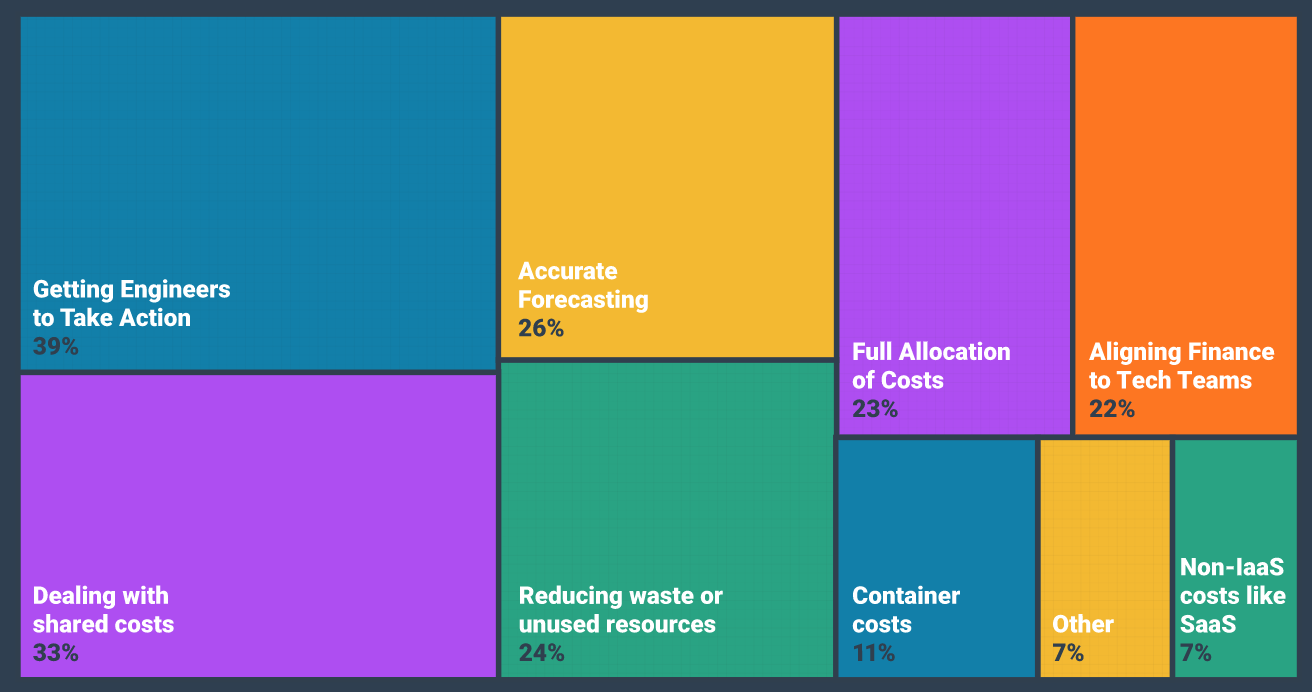 Getting Engineers
to Take Action
39%
Accurate
Forecasting
26%
Full Allocation
of Costs
23%
Aligning Finance
to Tech Teams
22%
Dealing with
shared costs
33%
Reducing waste or
unused resources
24%
Container
costs
11%
Other
7%
Non-IaaS
costs like
SaaS
7%